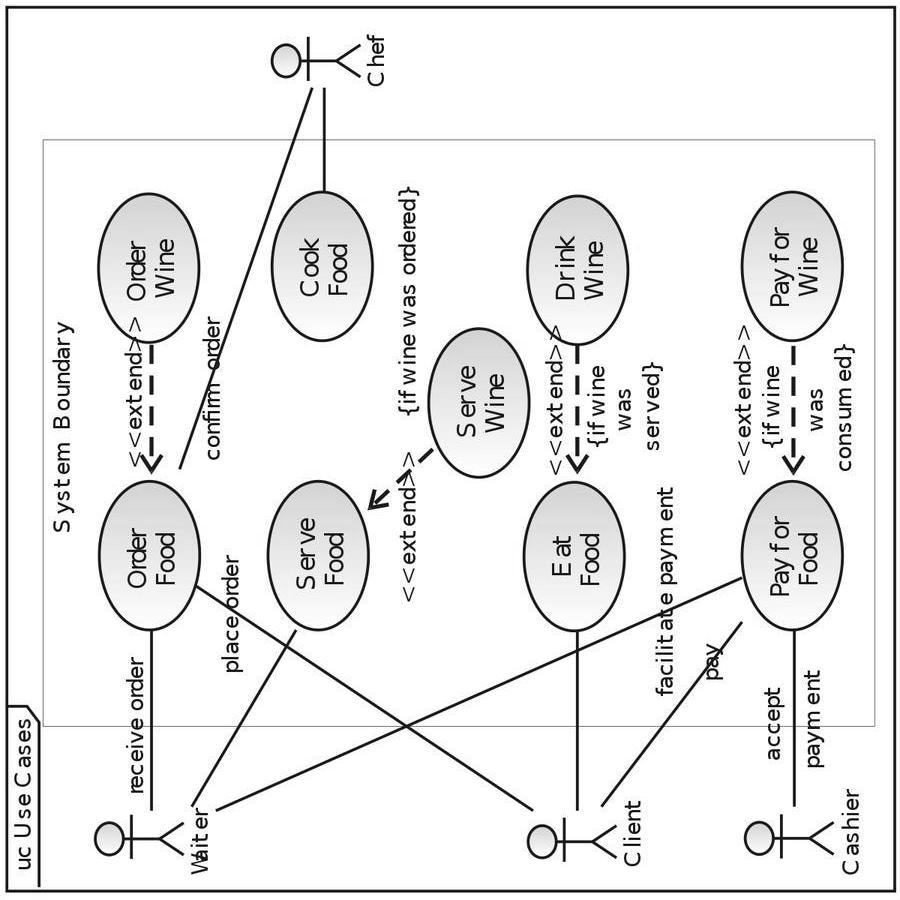 uc Use Cases
System Boundary
Waiter
receive order
Order
Food
<<extend>>
Order
Wine
confirm order
place order
Chef
Cook
Food
Serve
Food
<<extend>>
{if wine was ordered}
Serve
Wine
Client
Eat
Food
<<extend>>
{if wine
was
served}
Drink
Wine
facilitate payment
pay
Cashier
accept
payment
Pay for
Food
<<extend>>
{if wine
was
consumed}
Pay for
Wine